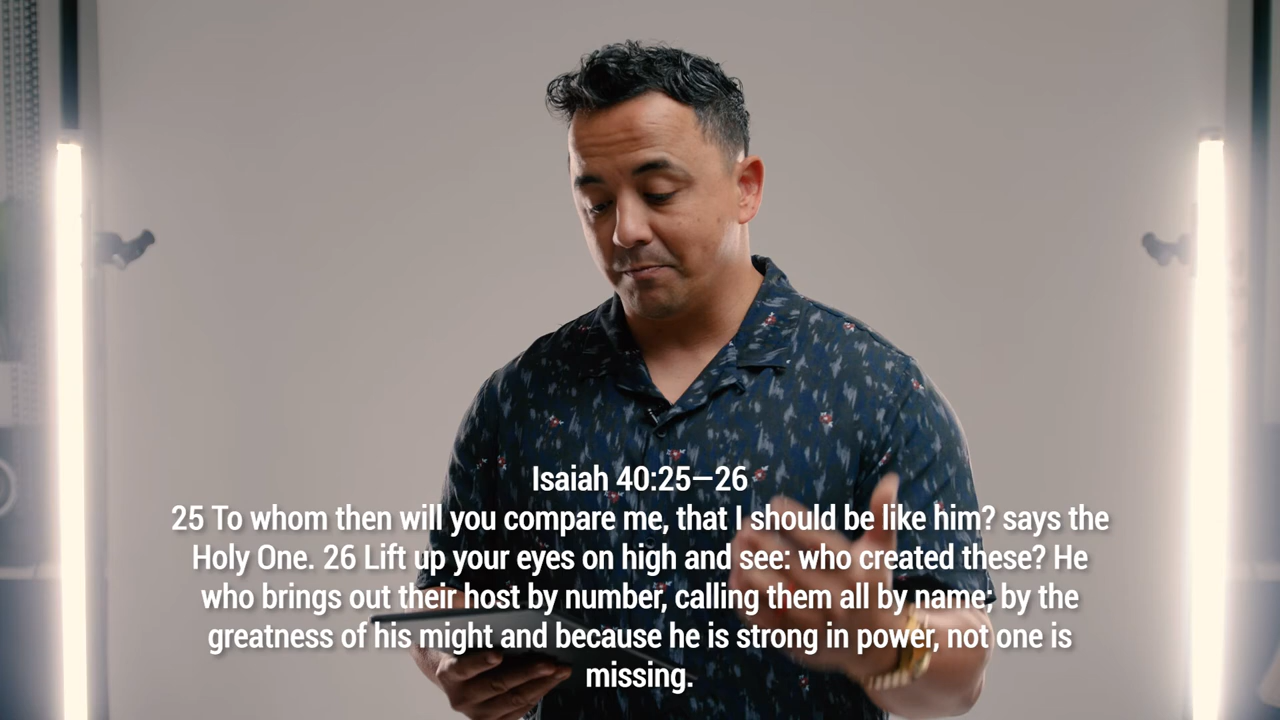 Isaiah 40:25–26
25 To whom then will you compare me, that I should be like him? says the
Holy One. 26 Lift up your eyes on high and see: who created these? He
who brings out their host by number, calling them all by name; by the
greatness of his might and because he is strong in power, not one is
missing.